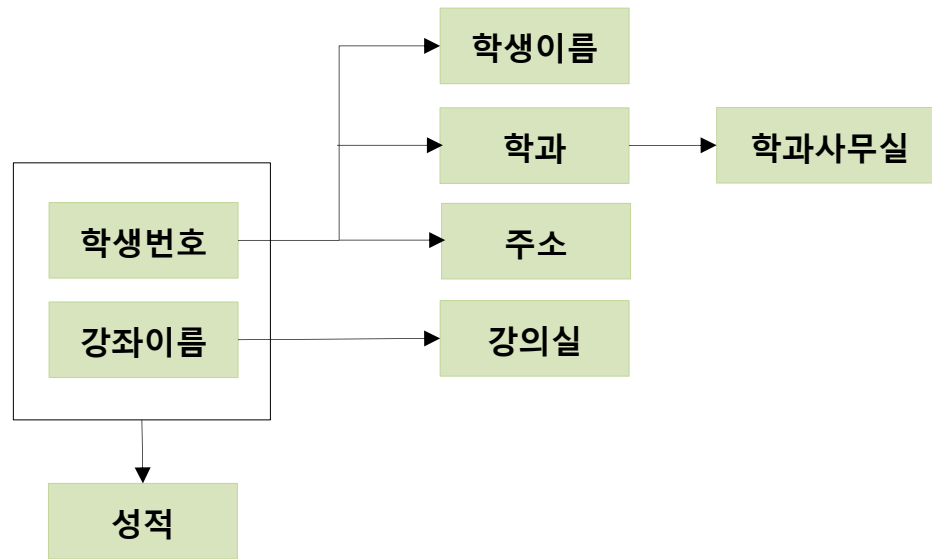 학생이름
학과
학과사무실
학생번호
주소
강좌이름
강의실
성적